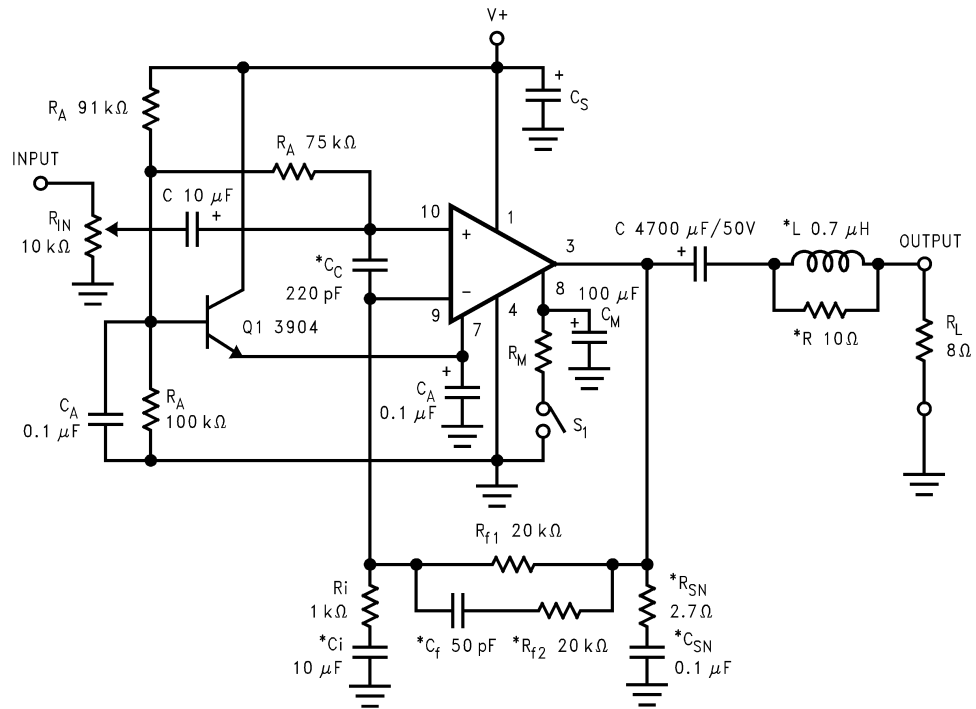 V+
+
C_S
R_A 91 kΩ
R_A 75 kΩ
INPUT
C 10 μF
+
R_IN
10 kΩ
10
+
1
*C_C
220 pF
−
9
3
8
4
7
C 4700 μF/50V
+
*L 0.7 μH
OUTPUT
100 μF
+
C_M
*R 10Ω
R_L
8Ω
Q1 3904
R_M
+
C_A
0.1 μF
C_A
0.1 μF
R_A
100 kΩ
S_1
R_f1 20 kΩ
Ri
1 kΩ
*Ci
10 μF
*C_f 50 pF
*R_f2 20 kΩ
*R_SN
2.7Ω
*C_SN
0.1 μF